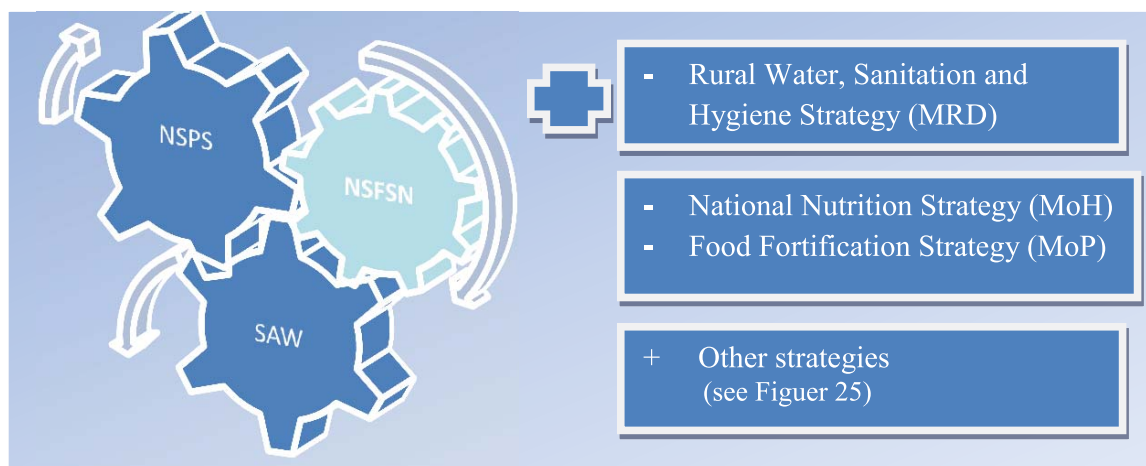 NSPS
NSFSN
SAW
- Rural Water, Sanitation and
Hygiene Strategy (MRD)
- National Nutrition Strategy (MoH)
- Food Fortification Strategy (MoP)
+ Other strategies
(see Figuer 25)